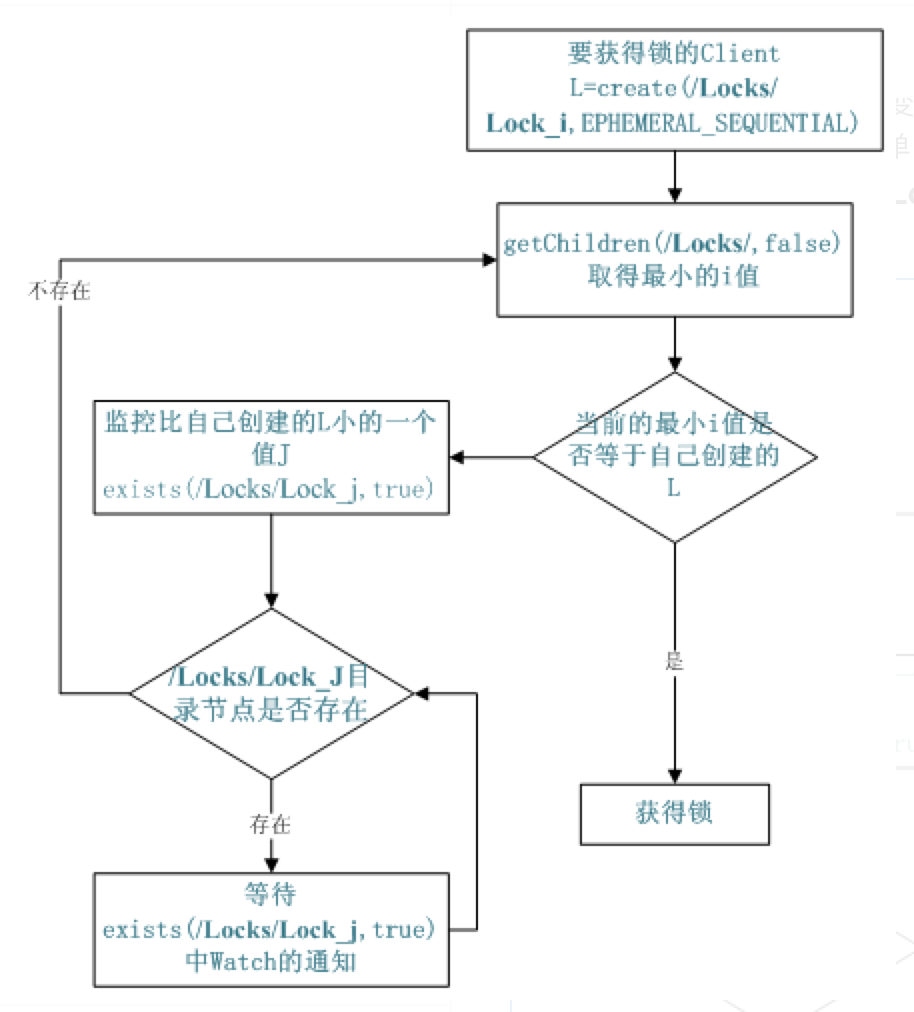 要获得锁的Client
L=create(/Locks/
Lock_i,EPHEMERAL_SEQUENTIAL)
getChildren(/Locks/,false)
取得最小的i值
不存在
当前的最小i值是
否等于自己创建的
L
监控比自己创建的L小的一个
值J
exists(/Locks/Lock_j,true)
/Locks/Lock_J目
录节点是否存在
是
存在
获得锁
等待
exists(/Locks/Lock_j,true)
中Watch的通知